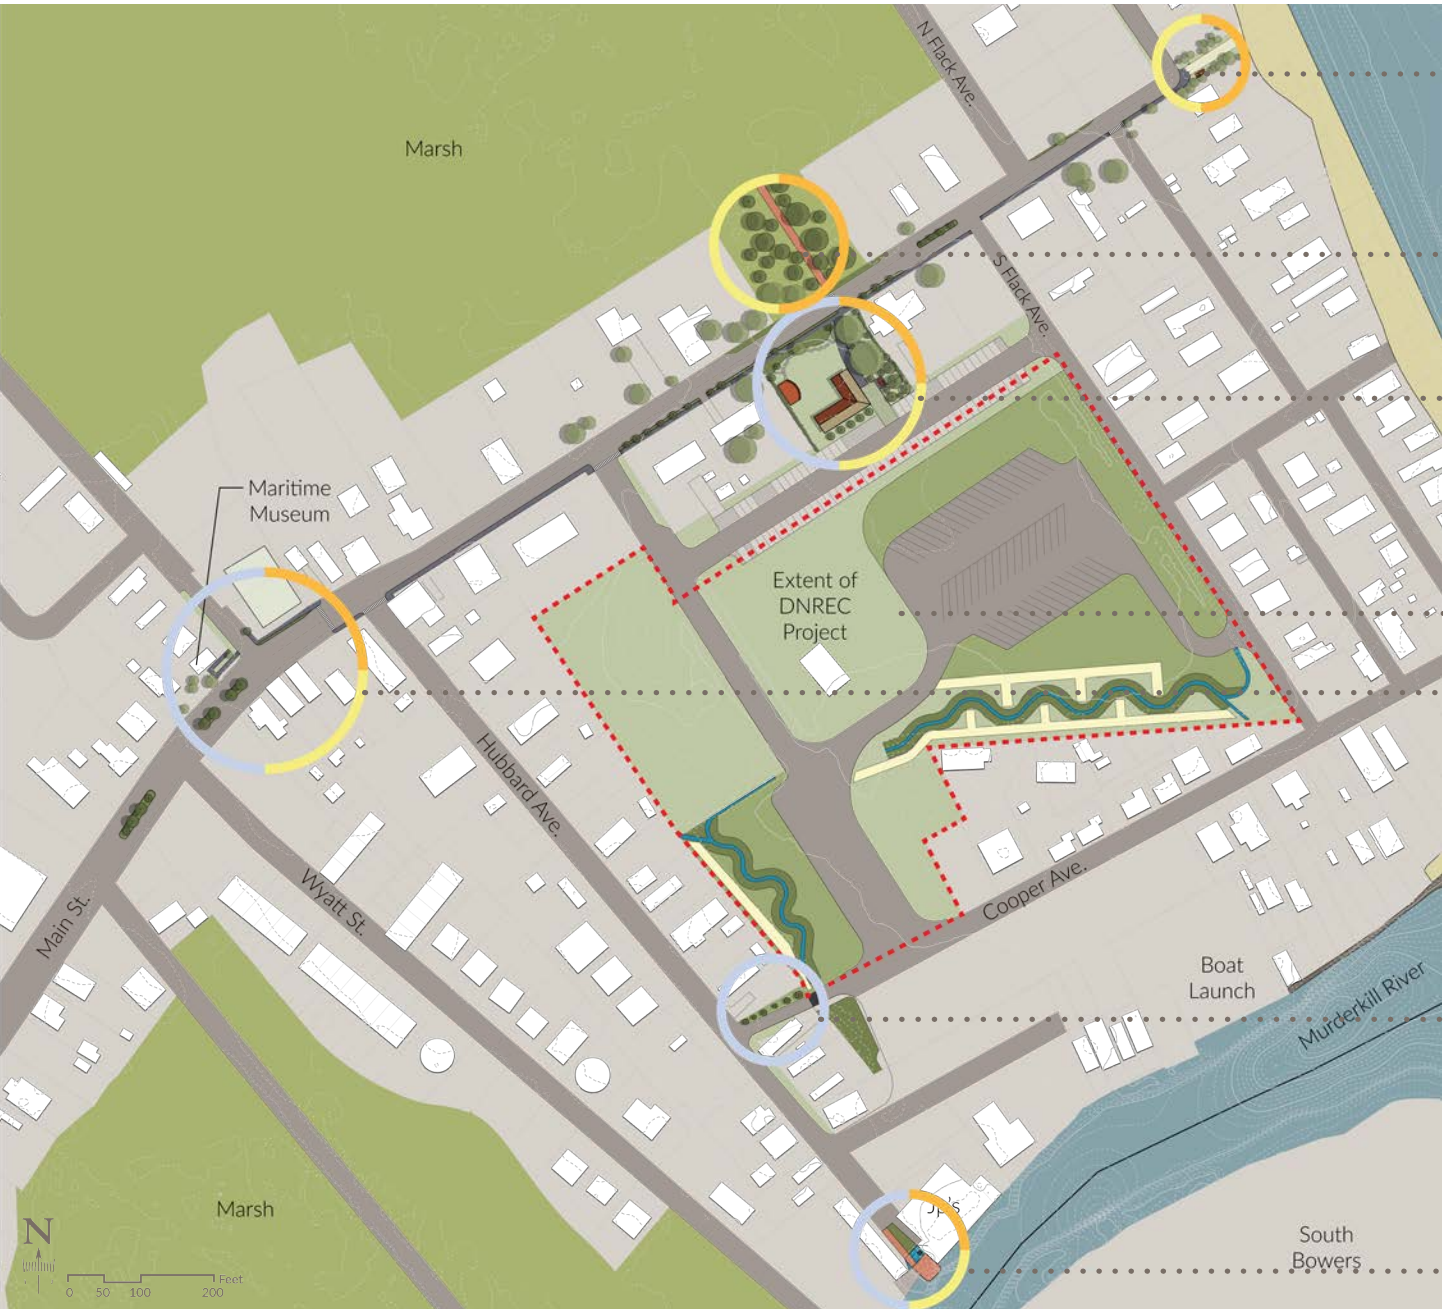 N Flack Ave.
Marsh
S Flack Ave.
Maritime
Museum
Extent of
DNREC
Project
Hubbard Ave.
Wyatt St.
Main St.
Cooper Ave.
Boat
Launch
Murderkill River
Marsh
South
Bowers
N
0 50 100 200 Feet